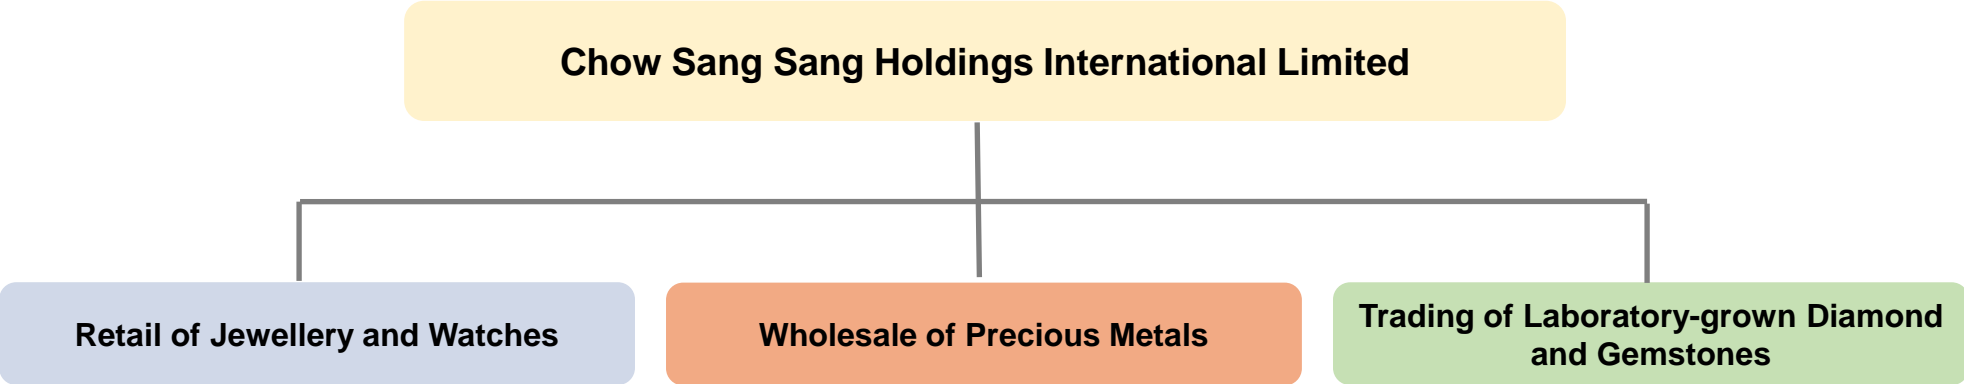 Chow Sang Sang Holdings International Limited
Retail of Jewellery and Watches
Wholesale of Precious Metals
Trading of Laboratory-grown Diamond
and Gemstones